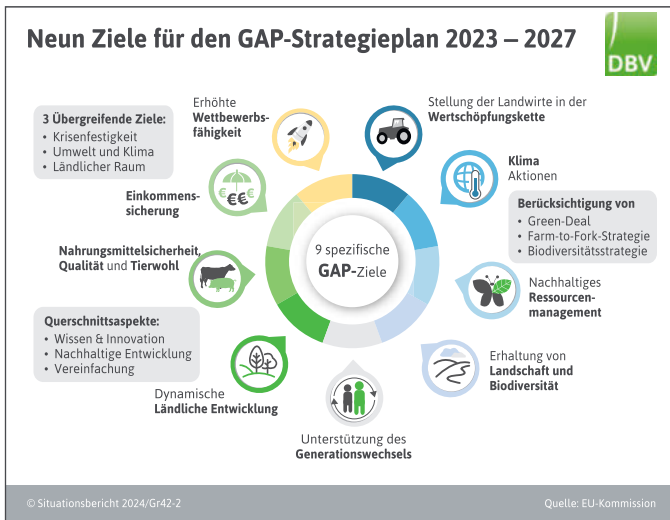 Neun Ziele für den GAP-Strategieplan 2023 – 2027
DBV
3 Übergreifende Ziele:
• Krisenfestigkeit
• Umwelt und Klima
• Ländlicher Raum
Erhöhte
Wettbewerbs-
fähigkeit
Stellung der Landwirte in der
Wertschöpfungskette
Klima
Aktionen
Einkommens-
sicherung
€ €€ €
Berücksichtigung von
• Green-Deal
• Farm-to-Fork-Strategie
• Biodiversitätsstrategie
Nahrungsmittelsicherheit,
Qualität und Tierwohl
9 spezifische
GAP-Ziele
Nachhaltiges
Ressourcen-
management
Querschnittsaspekte:
• Wissen & Innovation
• Nachhaltige Entwicklung
• Vereinfachung
Erhaltung von
Landschaft und
Biodiversität
Dynamische
Ländliche Entwicklung
Unterstützung des
Generationswechsels
© Situationsbericht 2024/Gr42-2
Quelle: EU-Kommission